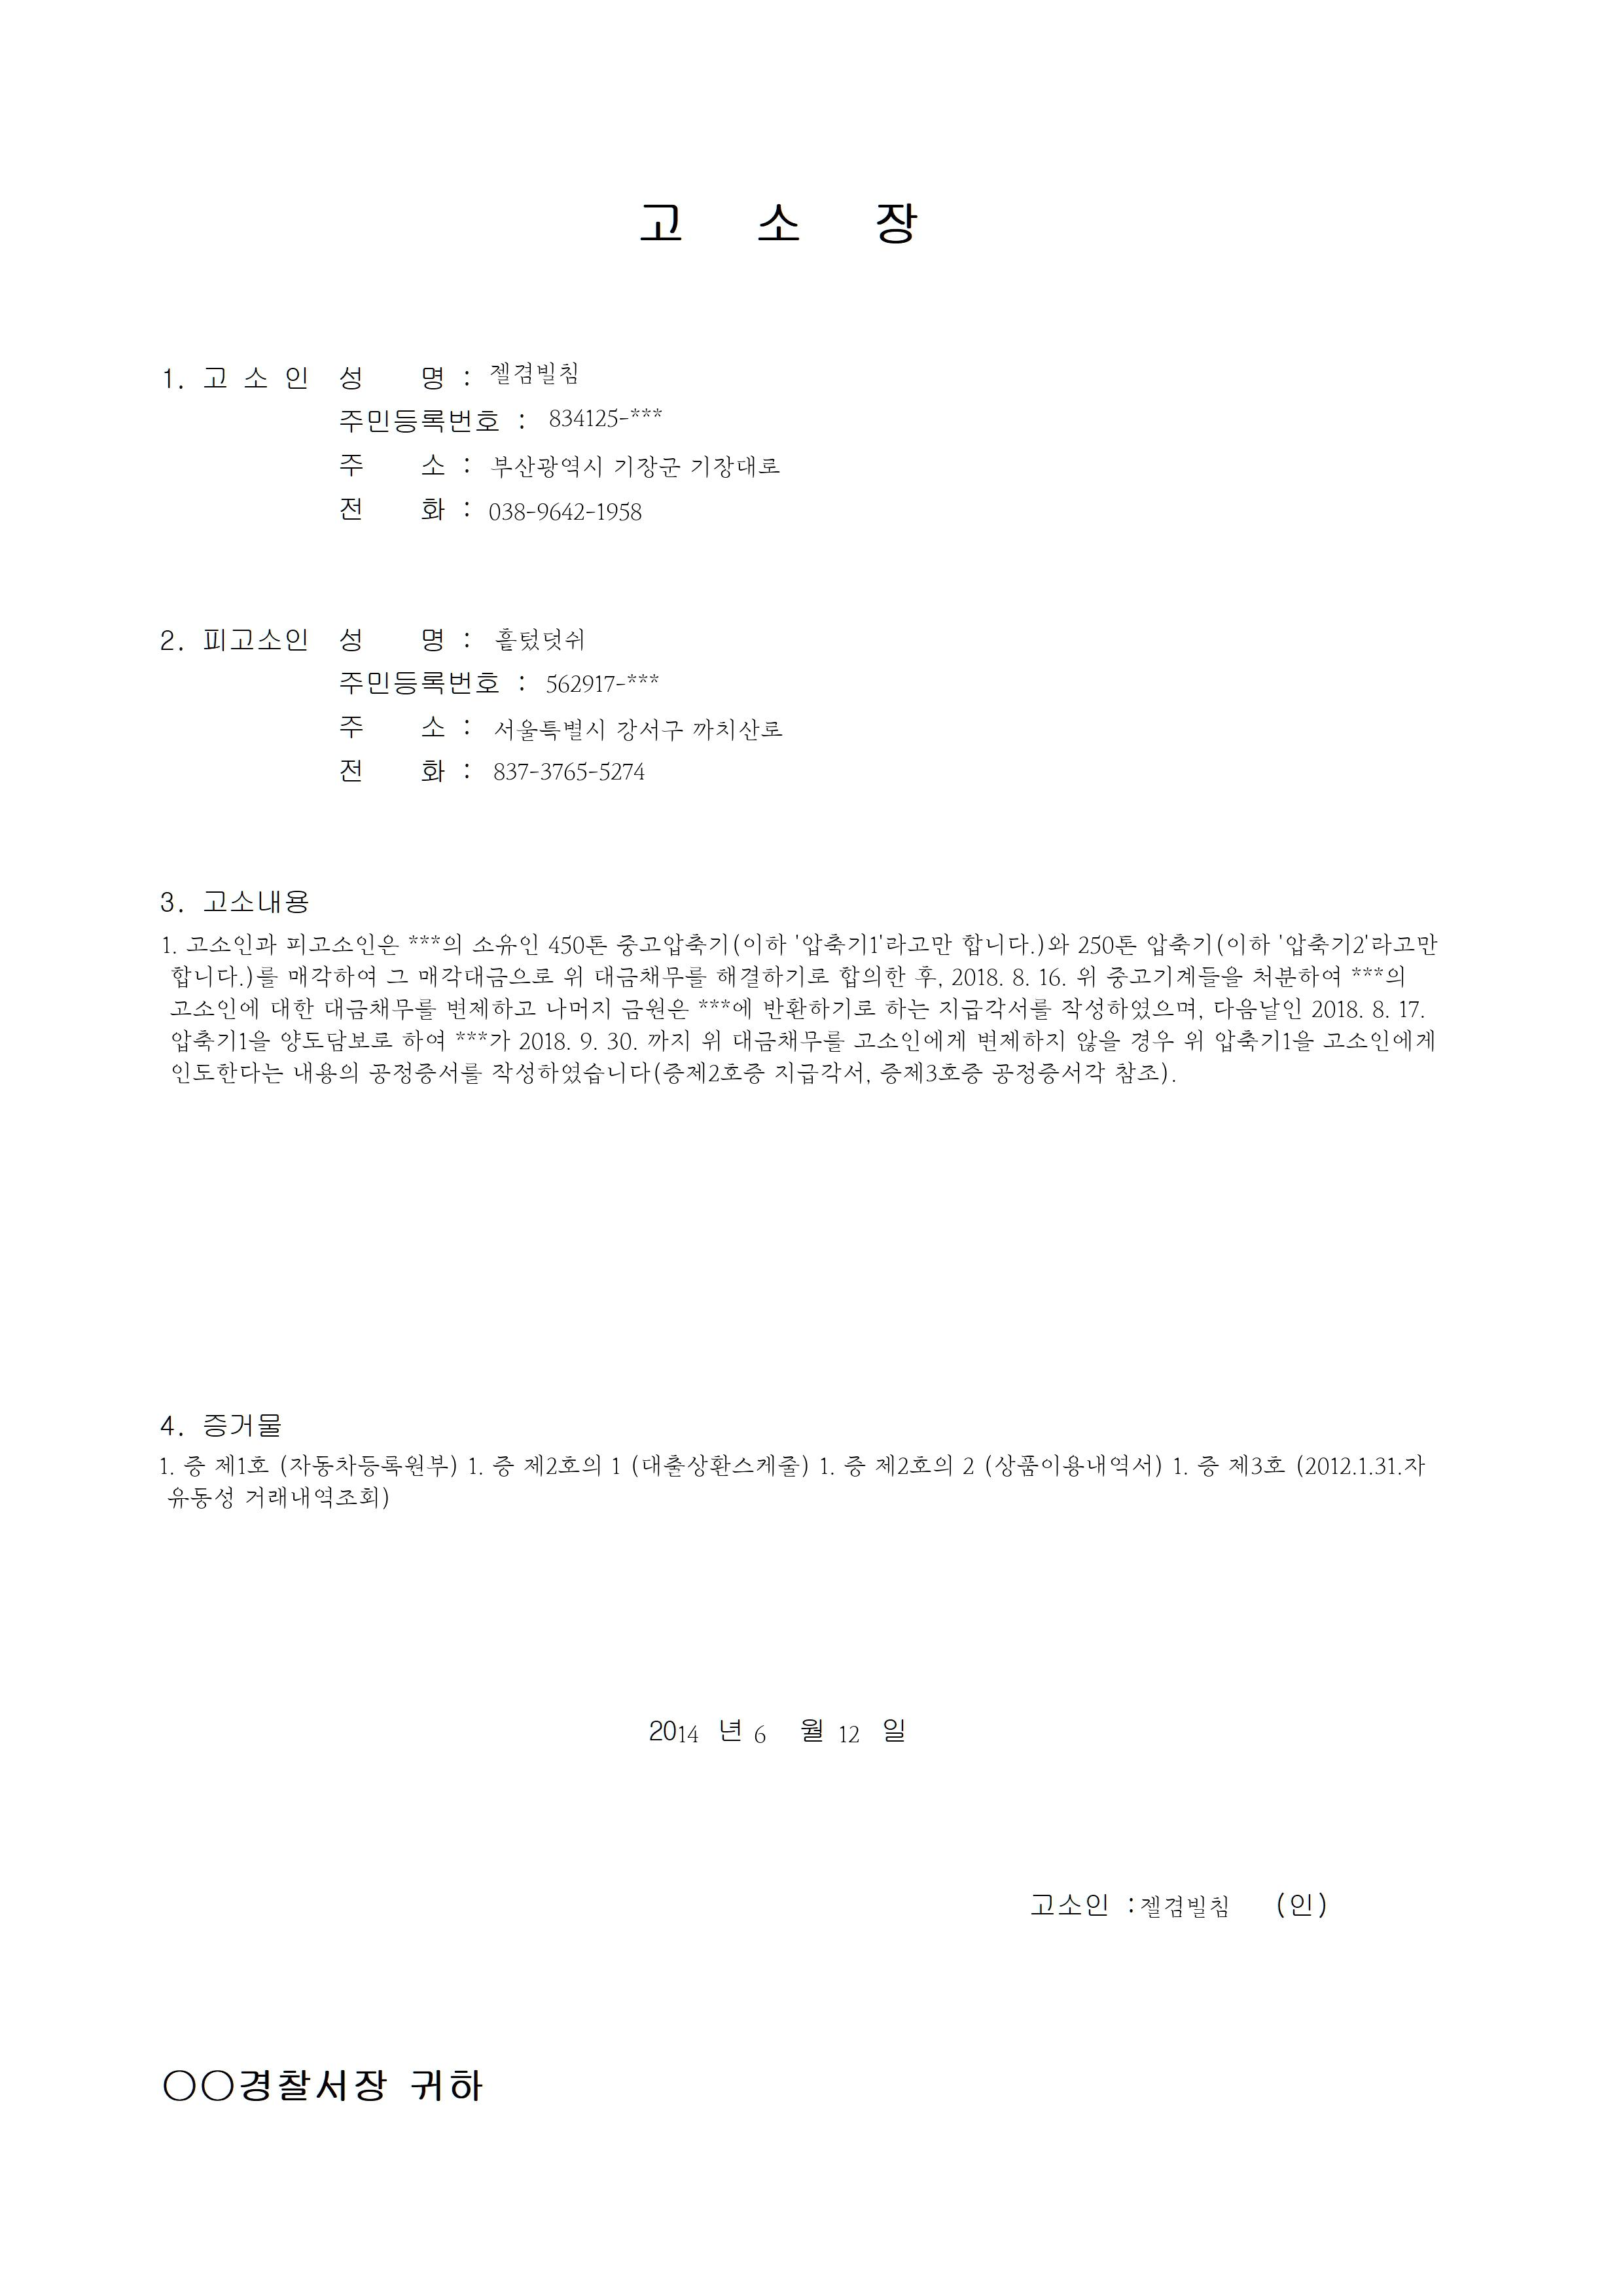 고 소 장
1. 고 소 인 성 명 : 젤겸빌침
주민등록번호 : 834125-***
주 소 : 부산광역시 기장군 기장대로
전 화 : 038-9642-1958
2. 피고소인 성 명 : 흩텄덧쉬
주민등록번호 : 562917-***
주 소 : 서울특별시 강서구 까치산로
전 화 : 837-3765-5274
3. 고소내용
1. 고소인과 피고소인은 ***의 소유인 450톤 중고압축기(이하 '압축기1'라고만 합니다.)와 250톤 압축기(이하 '압축기2'라고만
합니다.)를 매각하여 그 매각대금으로 위 대금채무를 해결하기로 합의한 후, 2018. 8. 16. 위 중고기계들을 처분하여 ***의
고소인에 대한 대금채무를 변제하고 나머지 금원은 ***에 반환하기로 하는 지급각서를 작성하였으며, 다음날인 2018. 8. 17.
압축기1을 양도담보로 하여 ***가 2018. 9. 30. 까지 위 대금채무를 고소인에게 변제하지 않을 경우 위 압축기1을 고소인에게
인도한다는 내용의 공정증서를 작성하였습니다(증제2호증 지급각서, 증제3호증 공정증서각 참조).
4. 증거물
1. 증 제1호 (자동차등록원부) 1. 증 제2호의 1 (대출상환스케줄) 1. 증 제2호의 2 (상품이용내역서) 1. 증 제3호 (2012.1.31.자
유동성 거래내역조회)
2014 년 6 월 12 일
고소인 :젤겸빌침 (인)
○○경찰서장 귀하